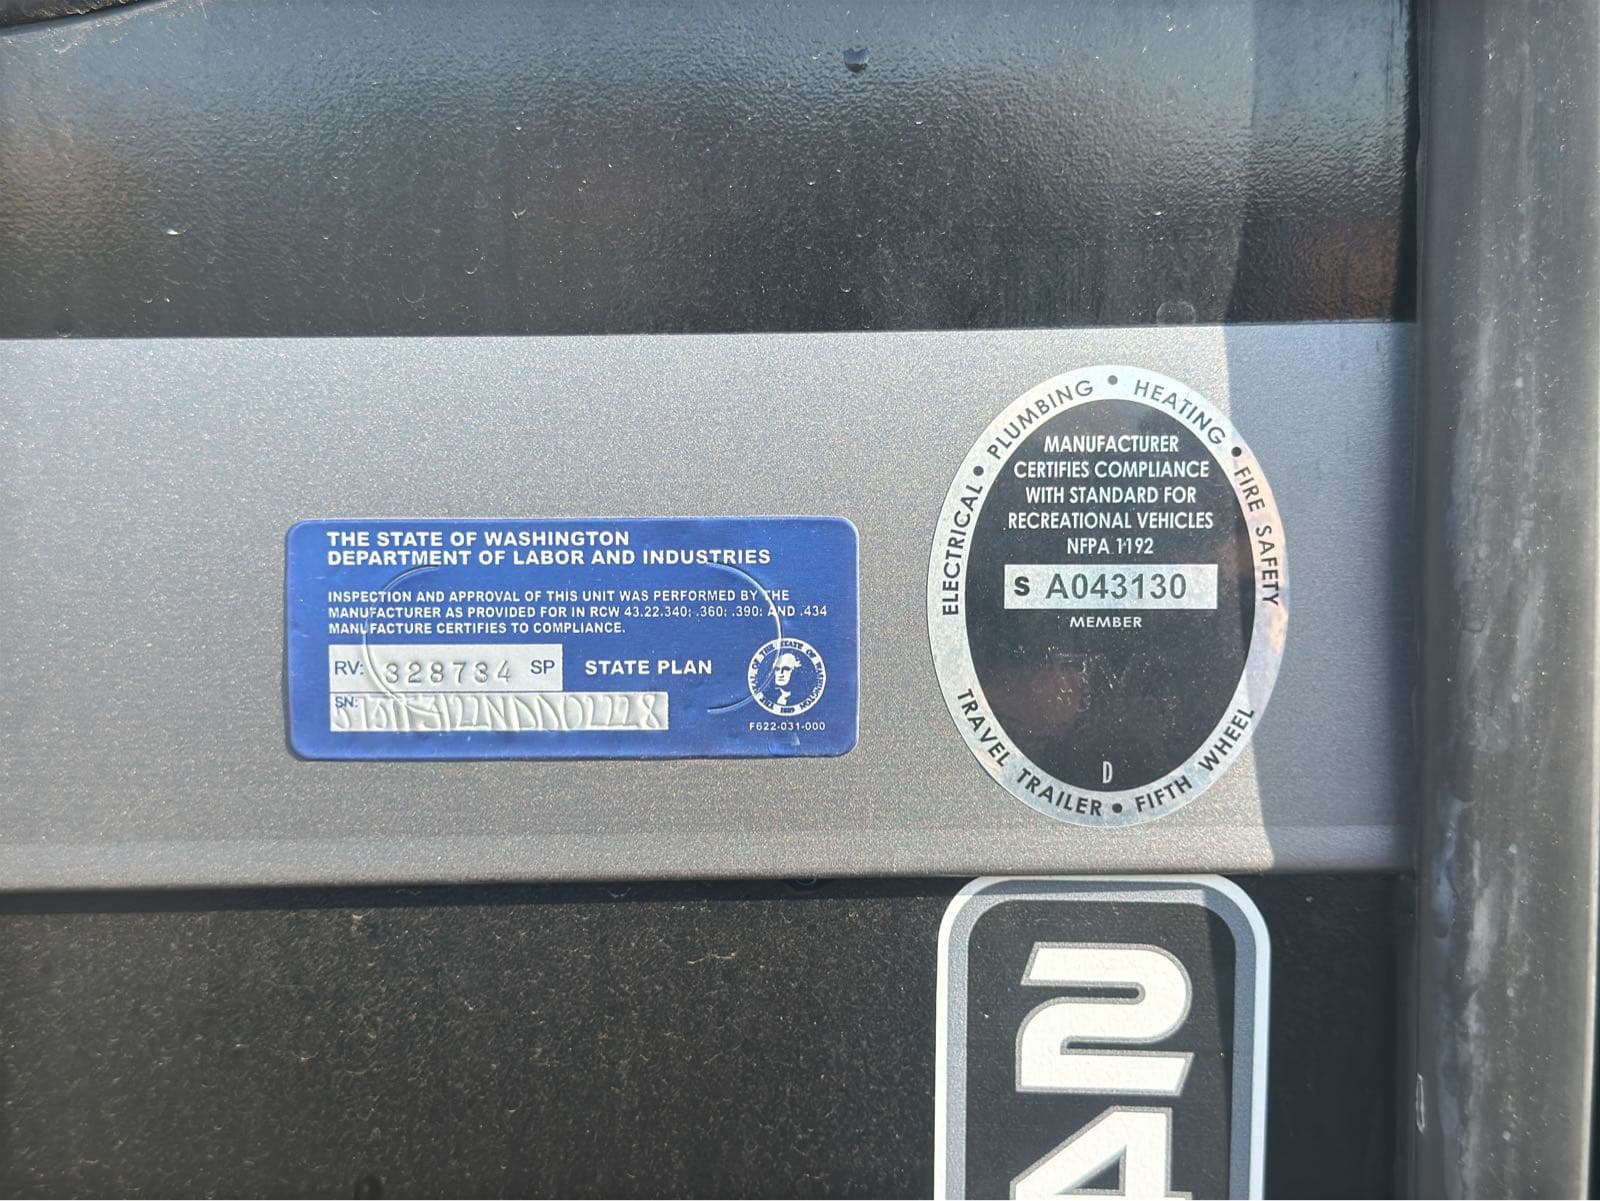 THE STATE OF WASHINGTON
DEPARTMENT OF LABOR AND INDUSTRIES
INSPECTION AND APPROVAL OF THIS UNIT WAS PERFORMED BY THE
MANUFACTURER AS PROVIDED FOR IN RCW 43.22.340; .360; .390; AND .434
MANUFACTURE CERTIFIES TO COMPLIANCE.
RV: 328734 SP STATE PLAN
SN:
F622-031-000
ELECTRICAL • PLUMBING • HEATING • FIRE SAFETY
MANUFACTURER
CERTIFIES COMPLIANCE
WITH STANDARD FOR
RECREATIONAL VEHICLES
NFPA 1192
S A043130
MEMBER
D
TRAVEL TRAILER • FIFTH WHEEL
24